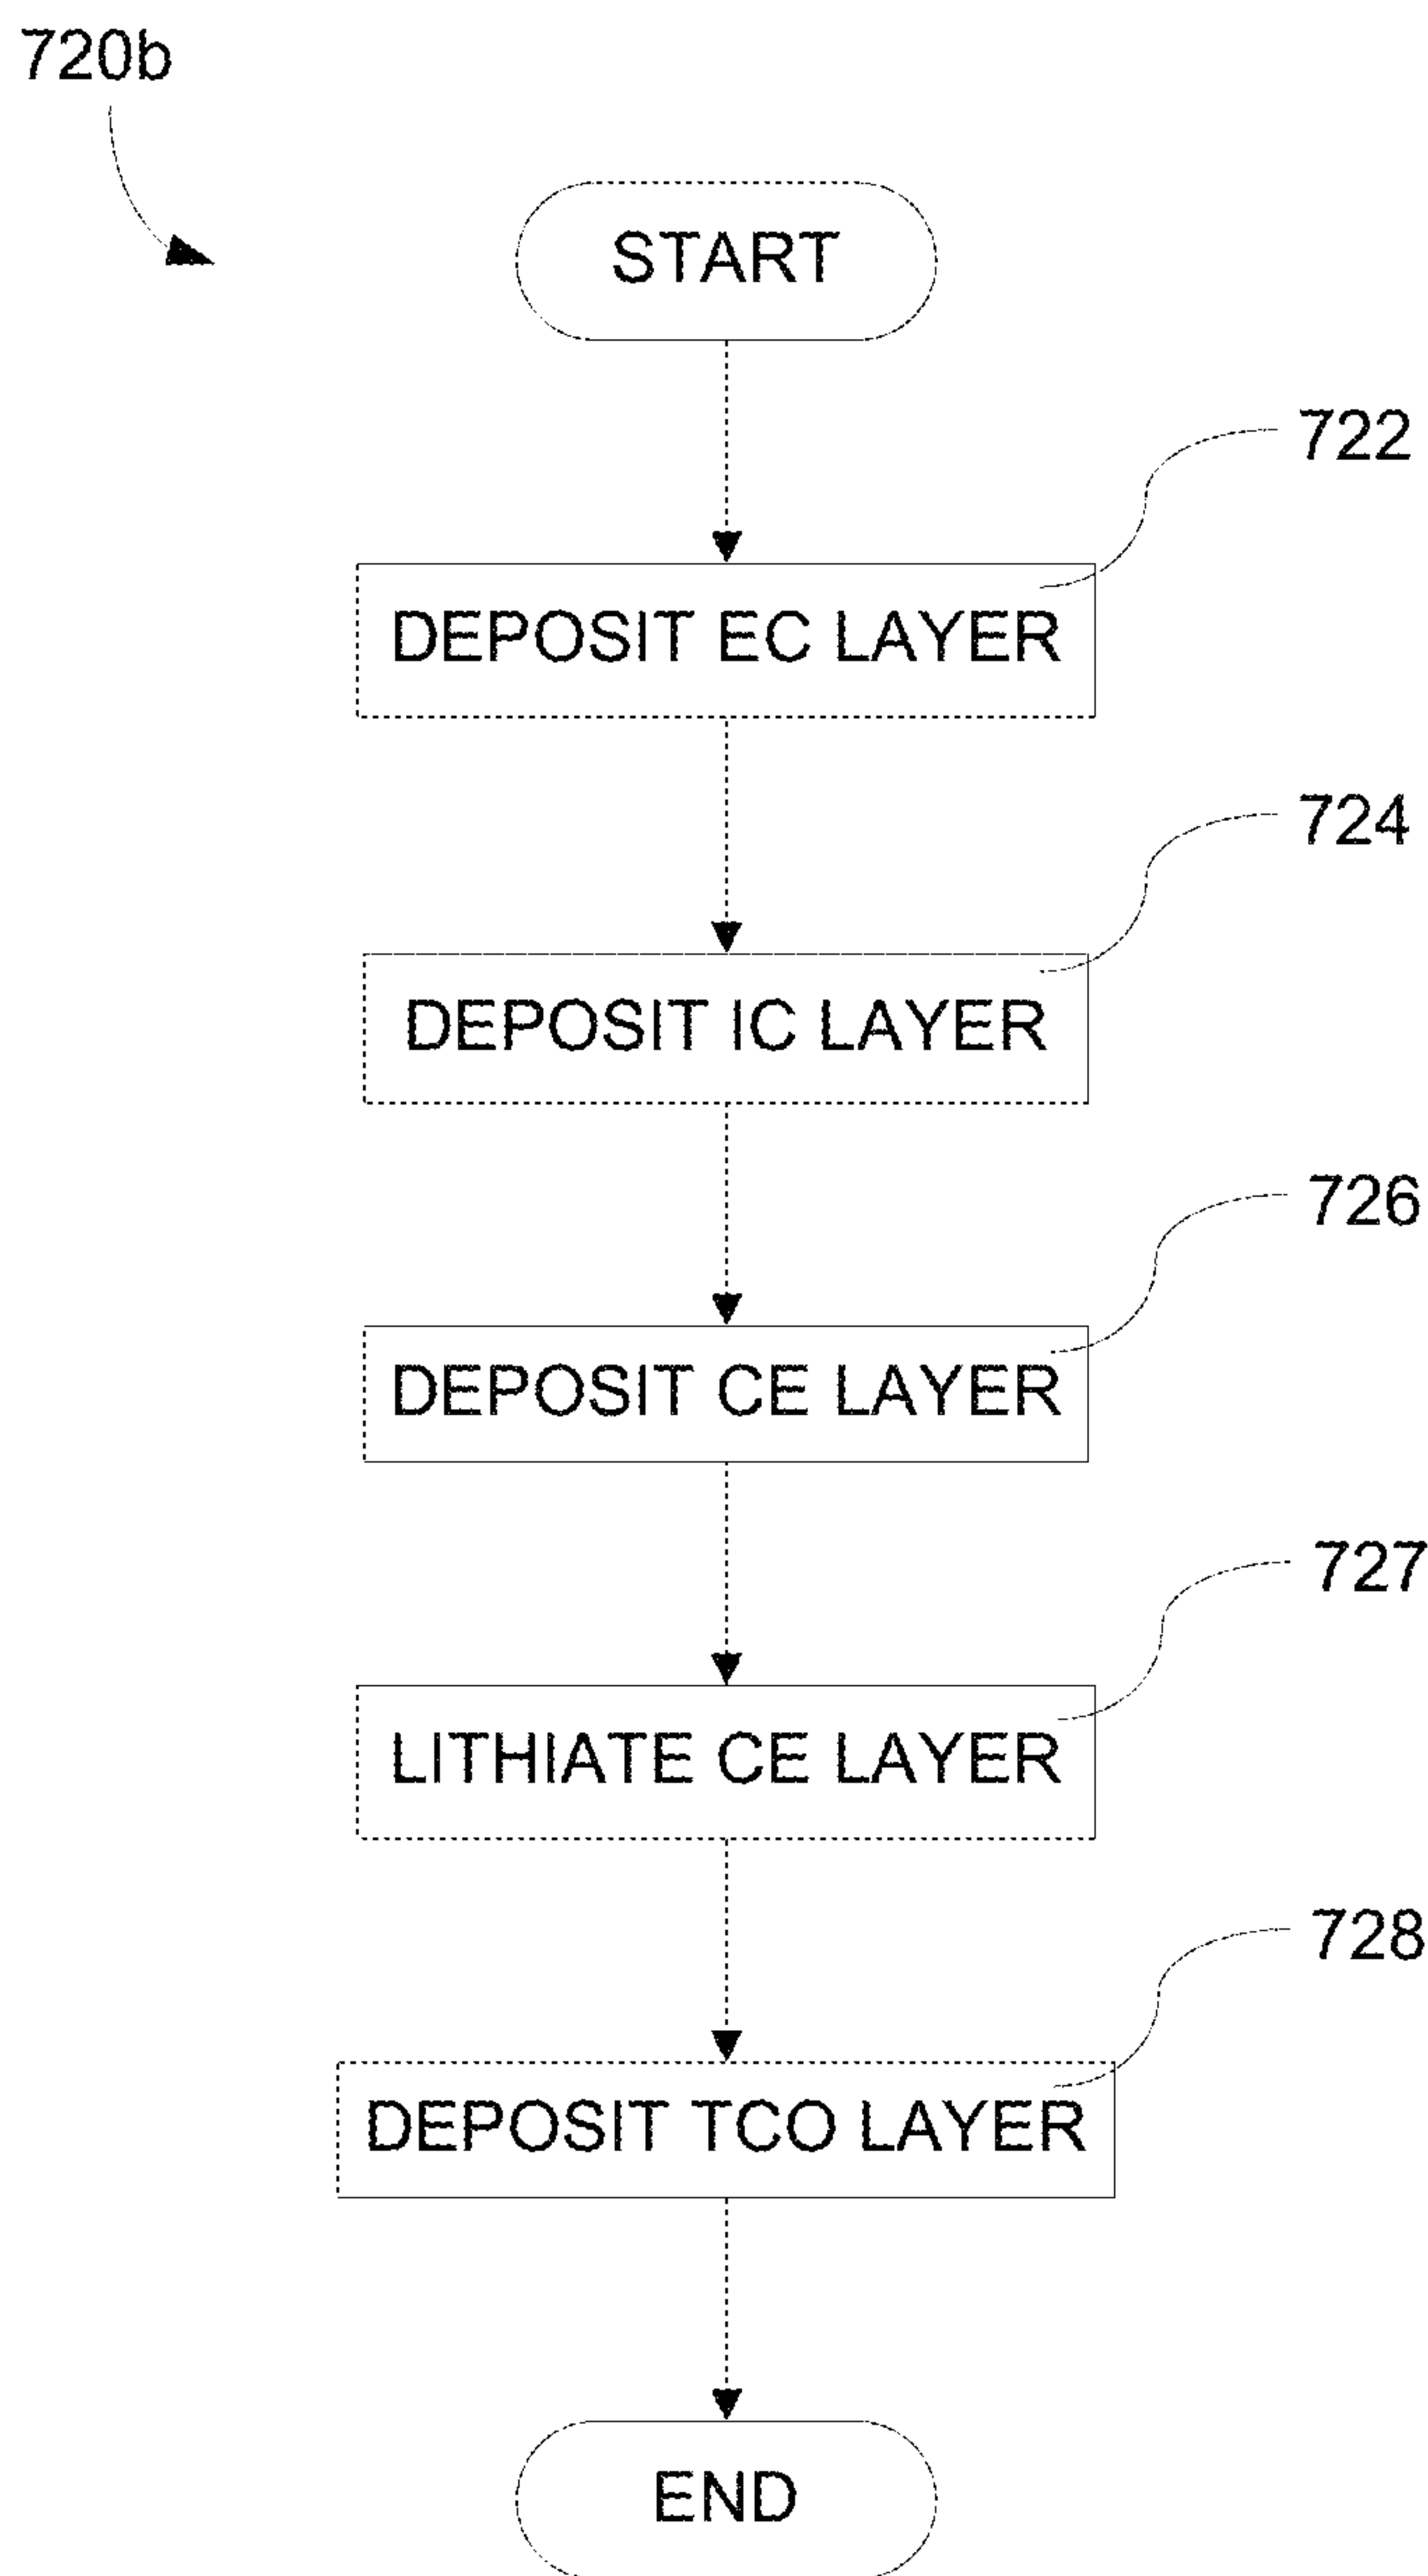 720b
START
722
DEPOSIT EC LAYER
724
DEPOSIT IC LAYER
726
DEPOSIT CE LAYER
727
LITHIATE CE LAYER
728
DEPOSIT TCO LAYER
END